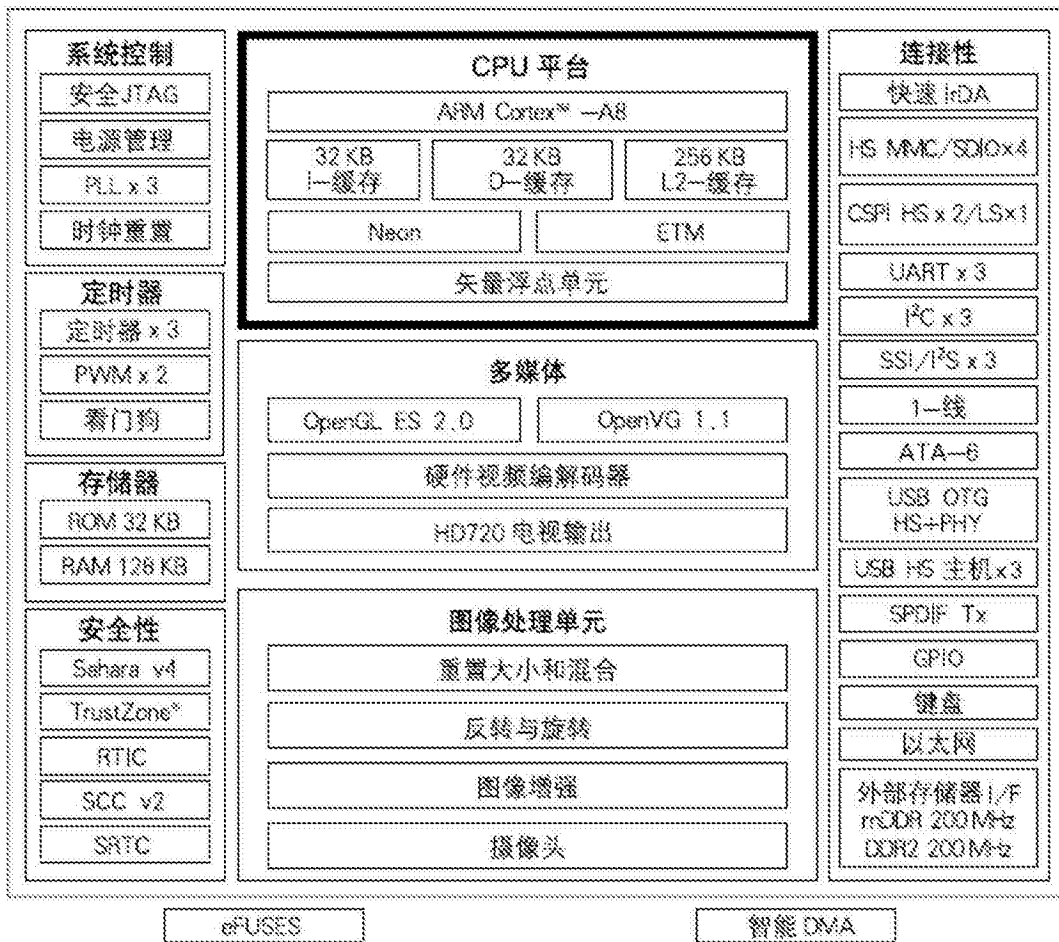 系统控制
安全JTAG
电源管理
PLL x 3
时钟重置
定时器
定时器 x 3
PWM x 2
看门狗
存储器
ROM 32 KB
RAM 128 KB
安全性
Sahara v4
TrustZone®
RTIC
SCC v2
SRTC
CPU 平台
ARM Cortex™ —A8
32 KB
I—缓存
32 KB
D—缓存
256 KB
L2—缓存
Neon
ETM
矢量浮点单元
多媒体
OpenGL ES 2.0
OpenVG 1.1
硬件视频编解码器
HD720 电视输出
图像处理单元
重置大小和混合
反转与旋转
图像增强
摄像头
连接性
快速 IrDA
HS MMC/SDIO×4
CSPI HS x 2/LS×1
UART x 3
I²C x 3
SSI/I²S x 3
1—线
ATA—6
USB OTG
HS+PHY
USB HS 主机×3
SPDIF Tx
GPIO
键盘
以太网
外部存储器 I/F
mDDR 200 MHz
DDR2 200 MHz
eFUSES
智能 DMA